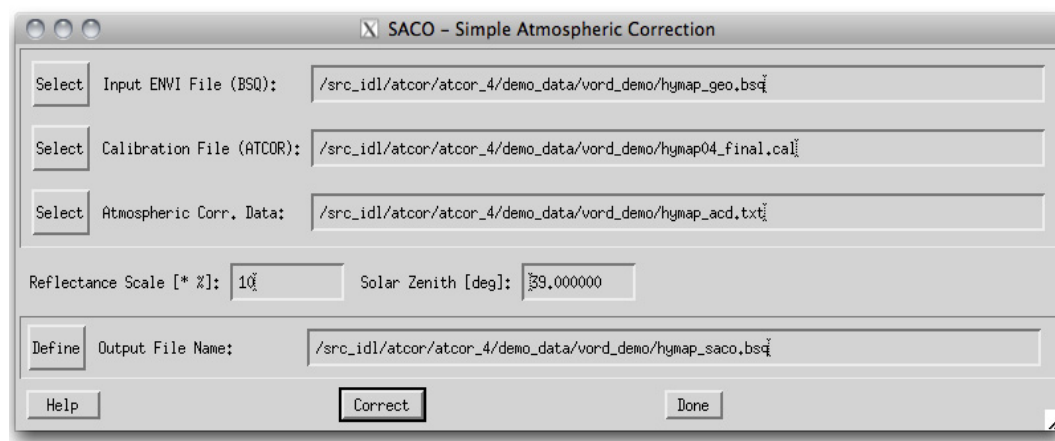 X SACO - Simple Atmospheric Correction
Select Input ENVI File (BSQ): /src_idl/atcor/atcor_4/demo_data/vord_demo/hymap_geo.bsq
Select Calibration File (ATCOR): /src_idl/atcor/atcor_4/demo_data/vord_demo/hymap04_final.cal
Select Atmospheric Corr. Data: /src_idl/atcor/atcor_4/demo_data/vord_demo/hymap_acd.txt
Reflectance Scale [* %]: 10 Solar Zenith [deg]: 39.000000
Define Output File Name: /src_idl/atcor/atcor_4/demo_data/vord_demo/hymap_saco.bsq
Help Correct Done